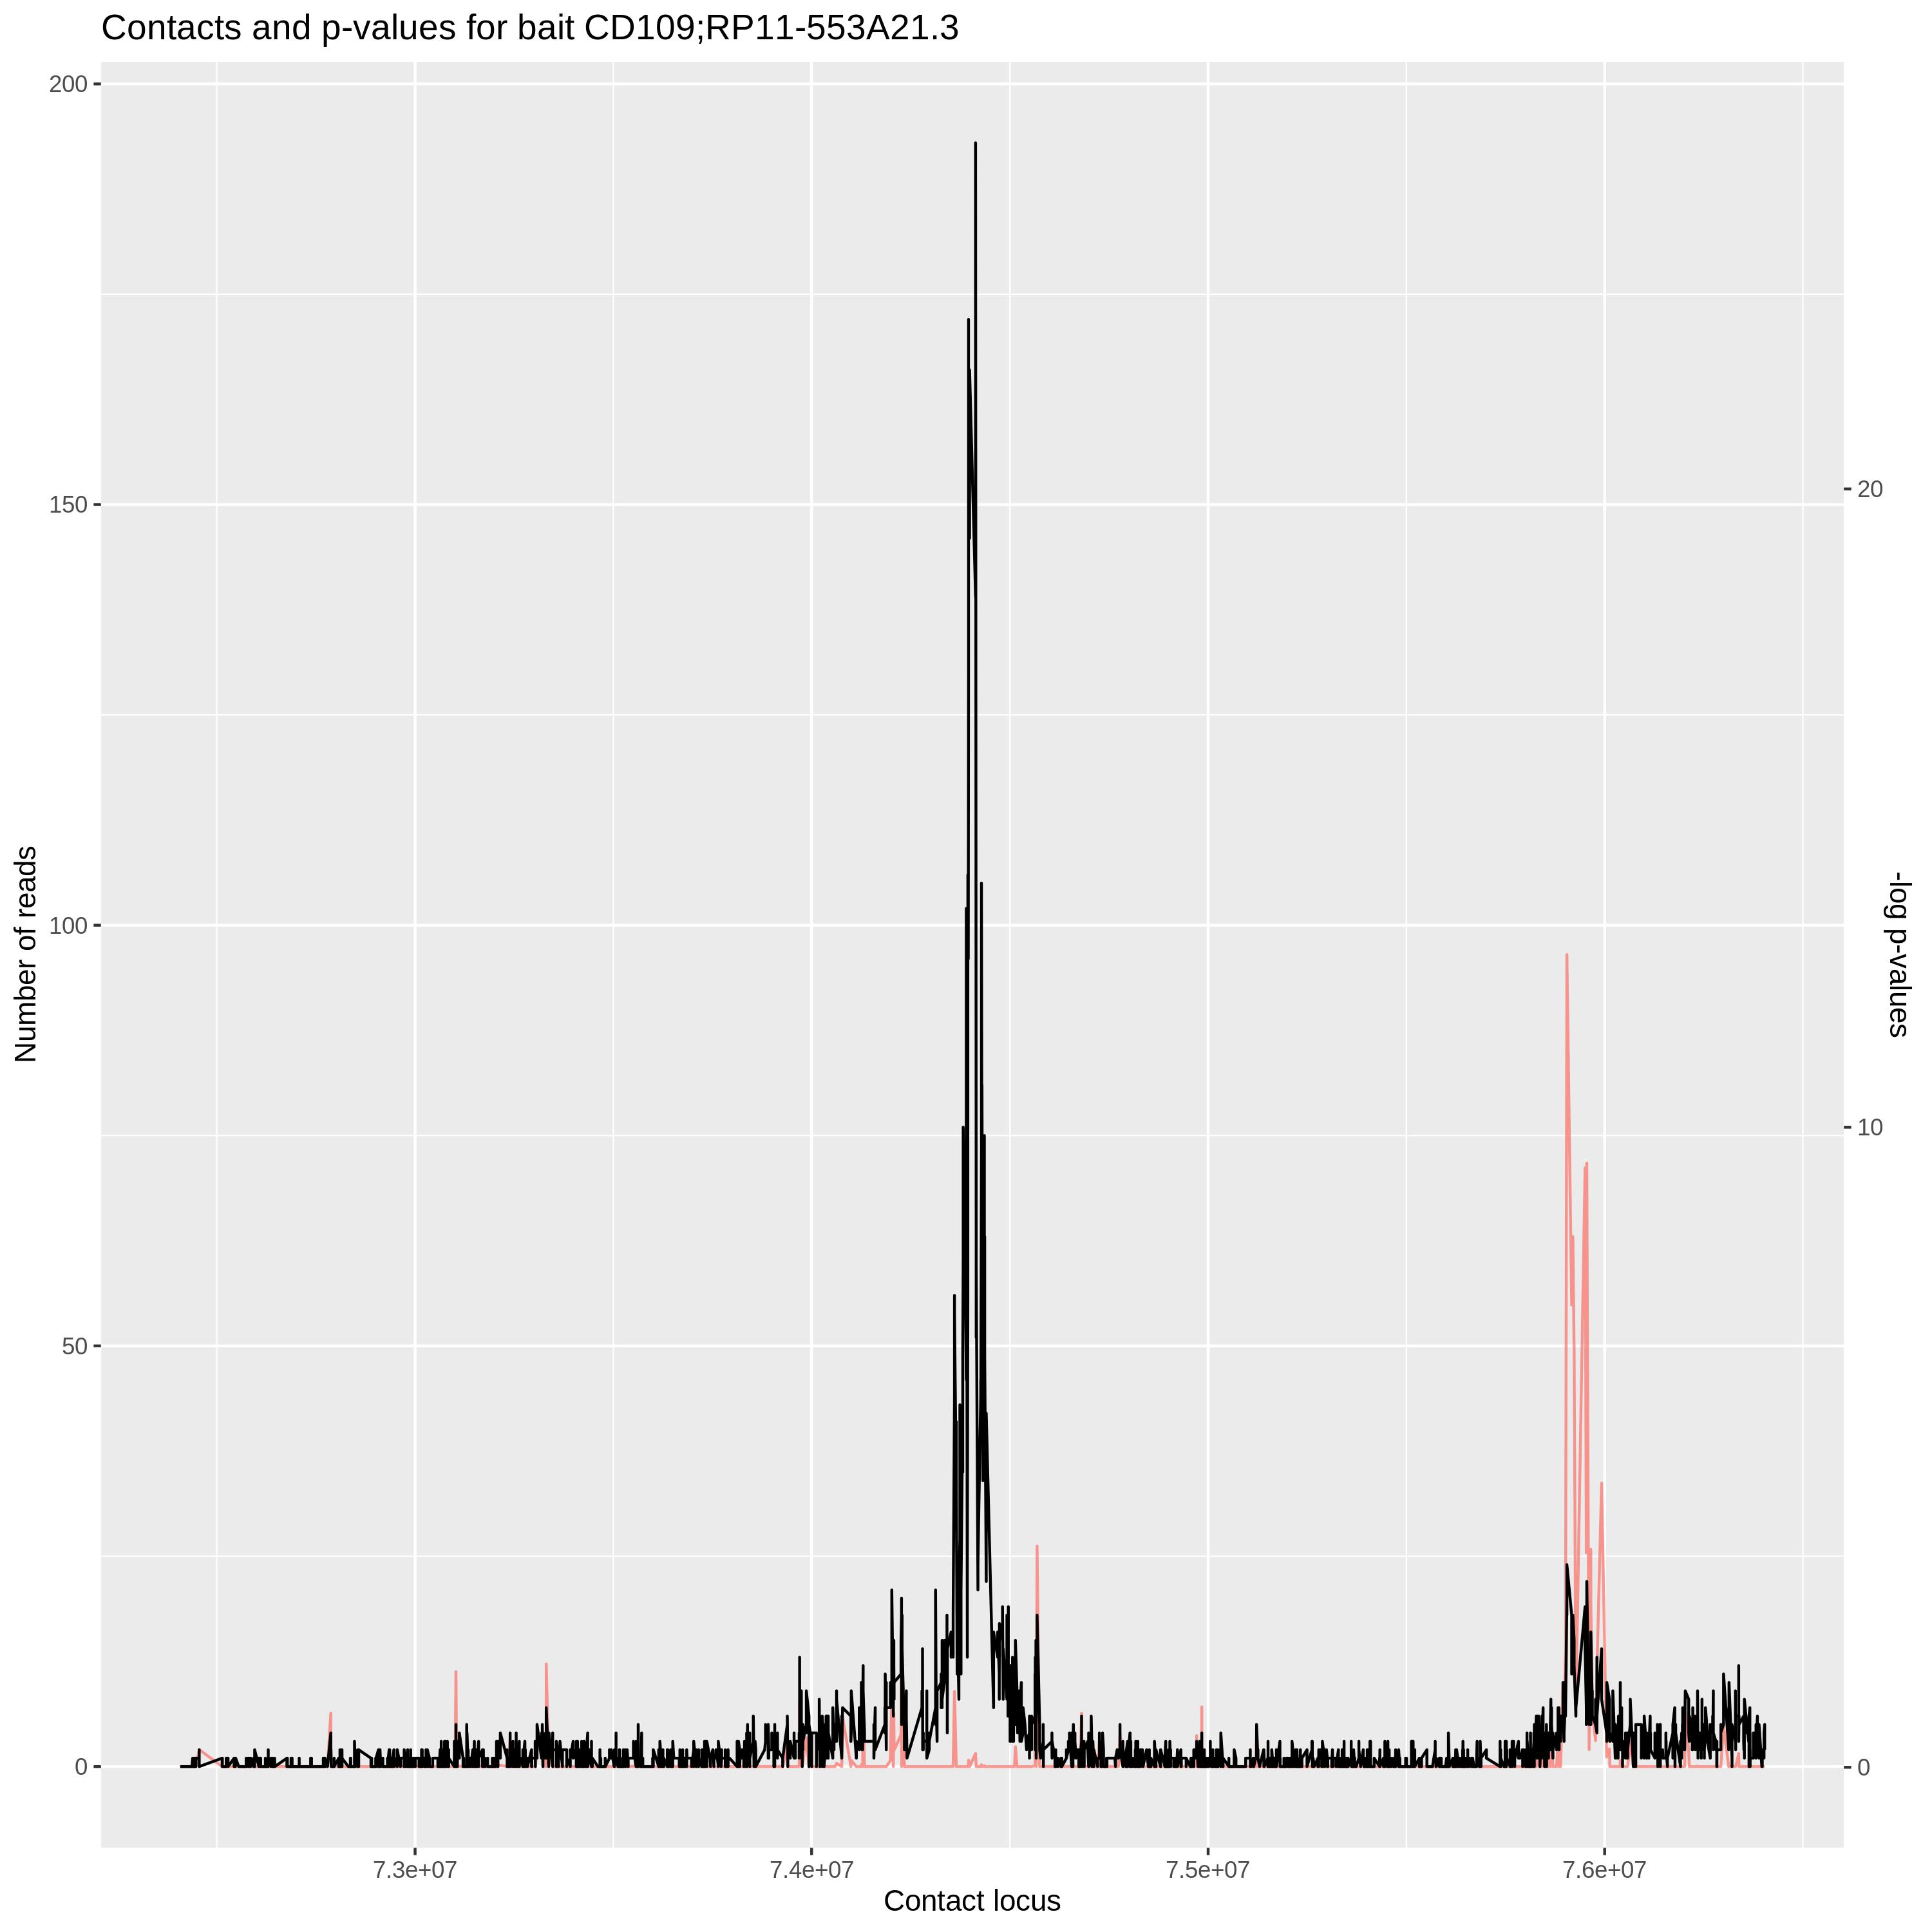 Contacts and p-values for bait CD109;RP11-553A21.3
200
150
100
50
0
Number of reads
20
10
0
-log p-values
7.3e+07
7.4e+07
7.5e+07
7.6e+07
Contact locus